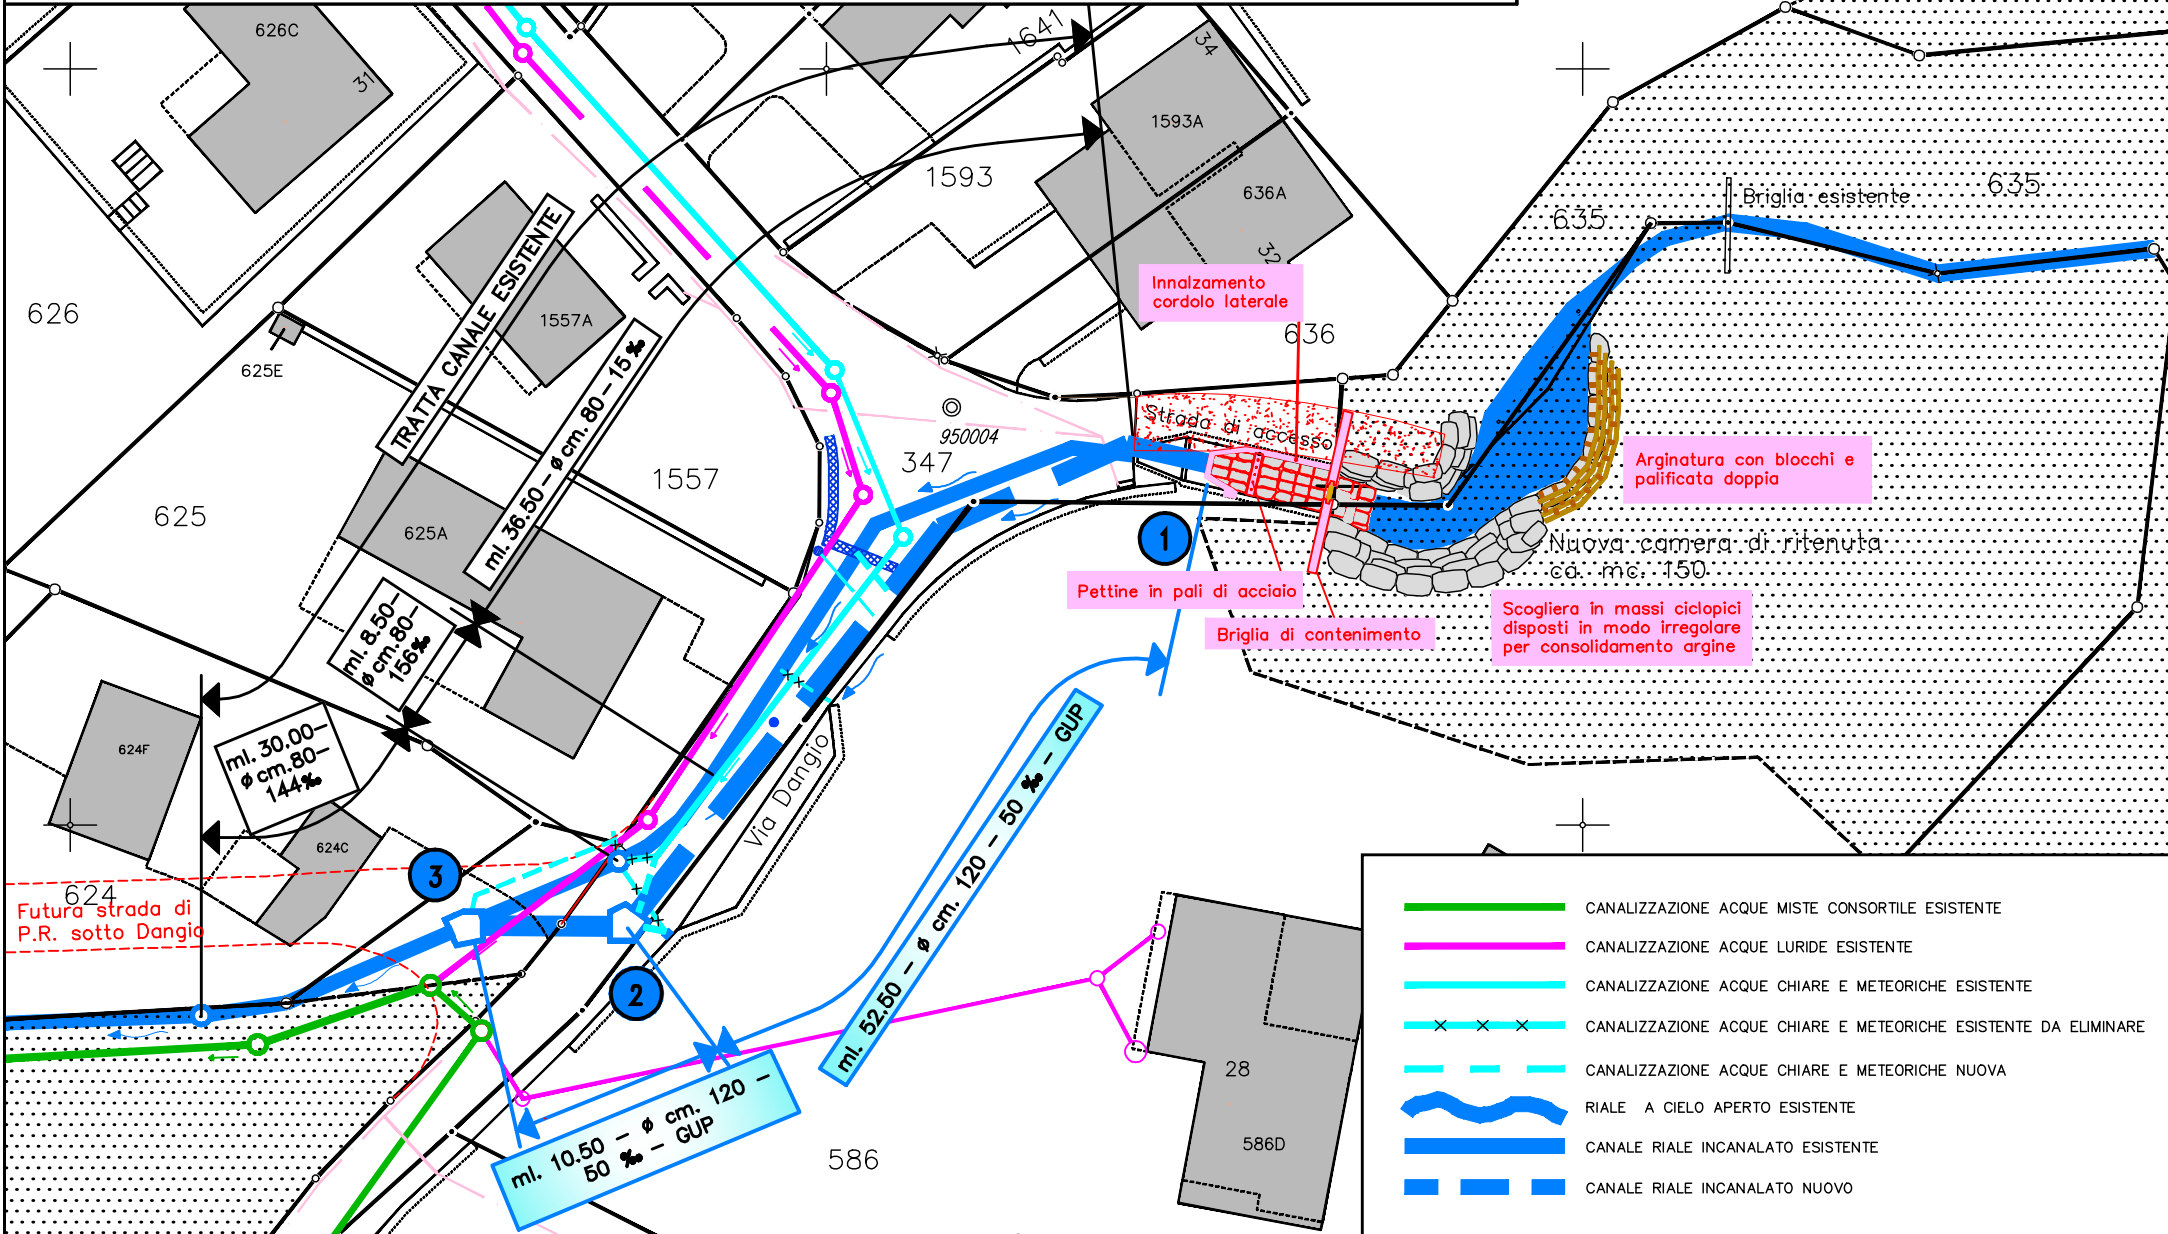 626C
31
1641
34
1593A
1593
636A
32
635
635
Briglia esistente
626
1557A
625E
TRATTA CANALE ESISTENTE
ml. 36.50– ø cm. 80–15‰
Innalzamento
cordolo laterale
636
Strada di accesso
950004
347
1557
625
625A
Arginatura con blocchi e
palificata doppia
Nuova camera di ritenuta
ca. mc. 150
1
Pettine in pali di acciaio
Briglia di contenimento
Scogliera in massi ciclopici
disposti in modo irregolare
per consolidamento argine
ml. 8.50–
ø cm.80–
156‰
ml. 30.00–
ø cm.80–
144‰
624F
624C
624
Via Dangio
ml. 52.50 – ø cm. 120 – 50 ‰ – GUP
3
Futura strada di
P.R. sotto Dangio
2
ml. 10.50 – ø cm. 120 –
50 ‰ – GUP
586
28
586D
CANALIZZAZIONE ACQUE MISTE CONSORTILE ESISTENTE
CANALIZZAZIONE ACQUE LURIDE ESISTENTE
CANALIZZAZIONE ACQUE CHIARE E METEORICHE ESISTENTE
CANALIZZAZIONE ACQUE CHIARE E METEORICHE ESISTENTE DA ELIMINARE
CANALIZZAZIONE ACQUE CHIARE E METEORICHE NUOVA
RIALE A CIELO APERTO ESISTENTE
CANALE RIALE INCANALATO ESISTENTE
CANALE RIALE INCANALATO NUOVO